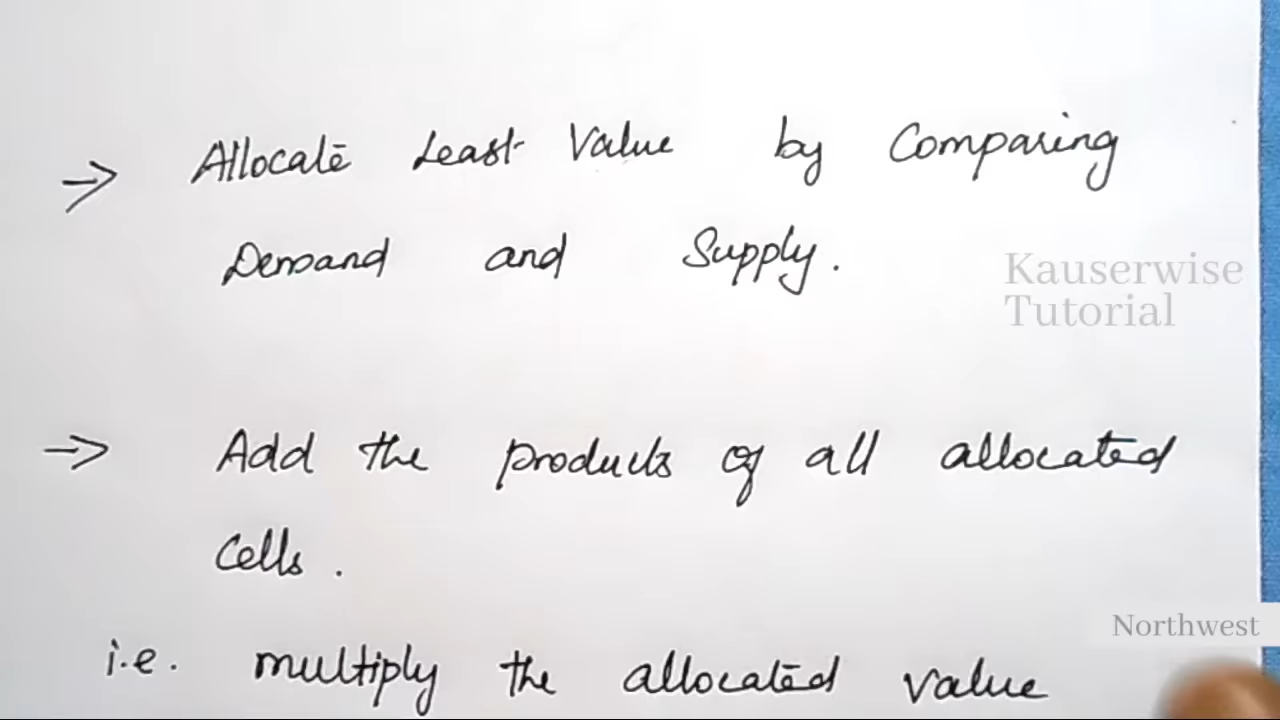 → Allocate Least Value by Comparing
Demand and Supply.
Kauserwise
Tutorial
→ Add the products of all allocated
Cells.
Northwest
i.e. multiply the allocated value